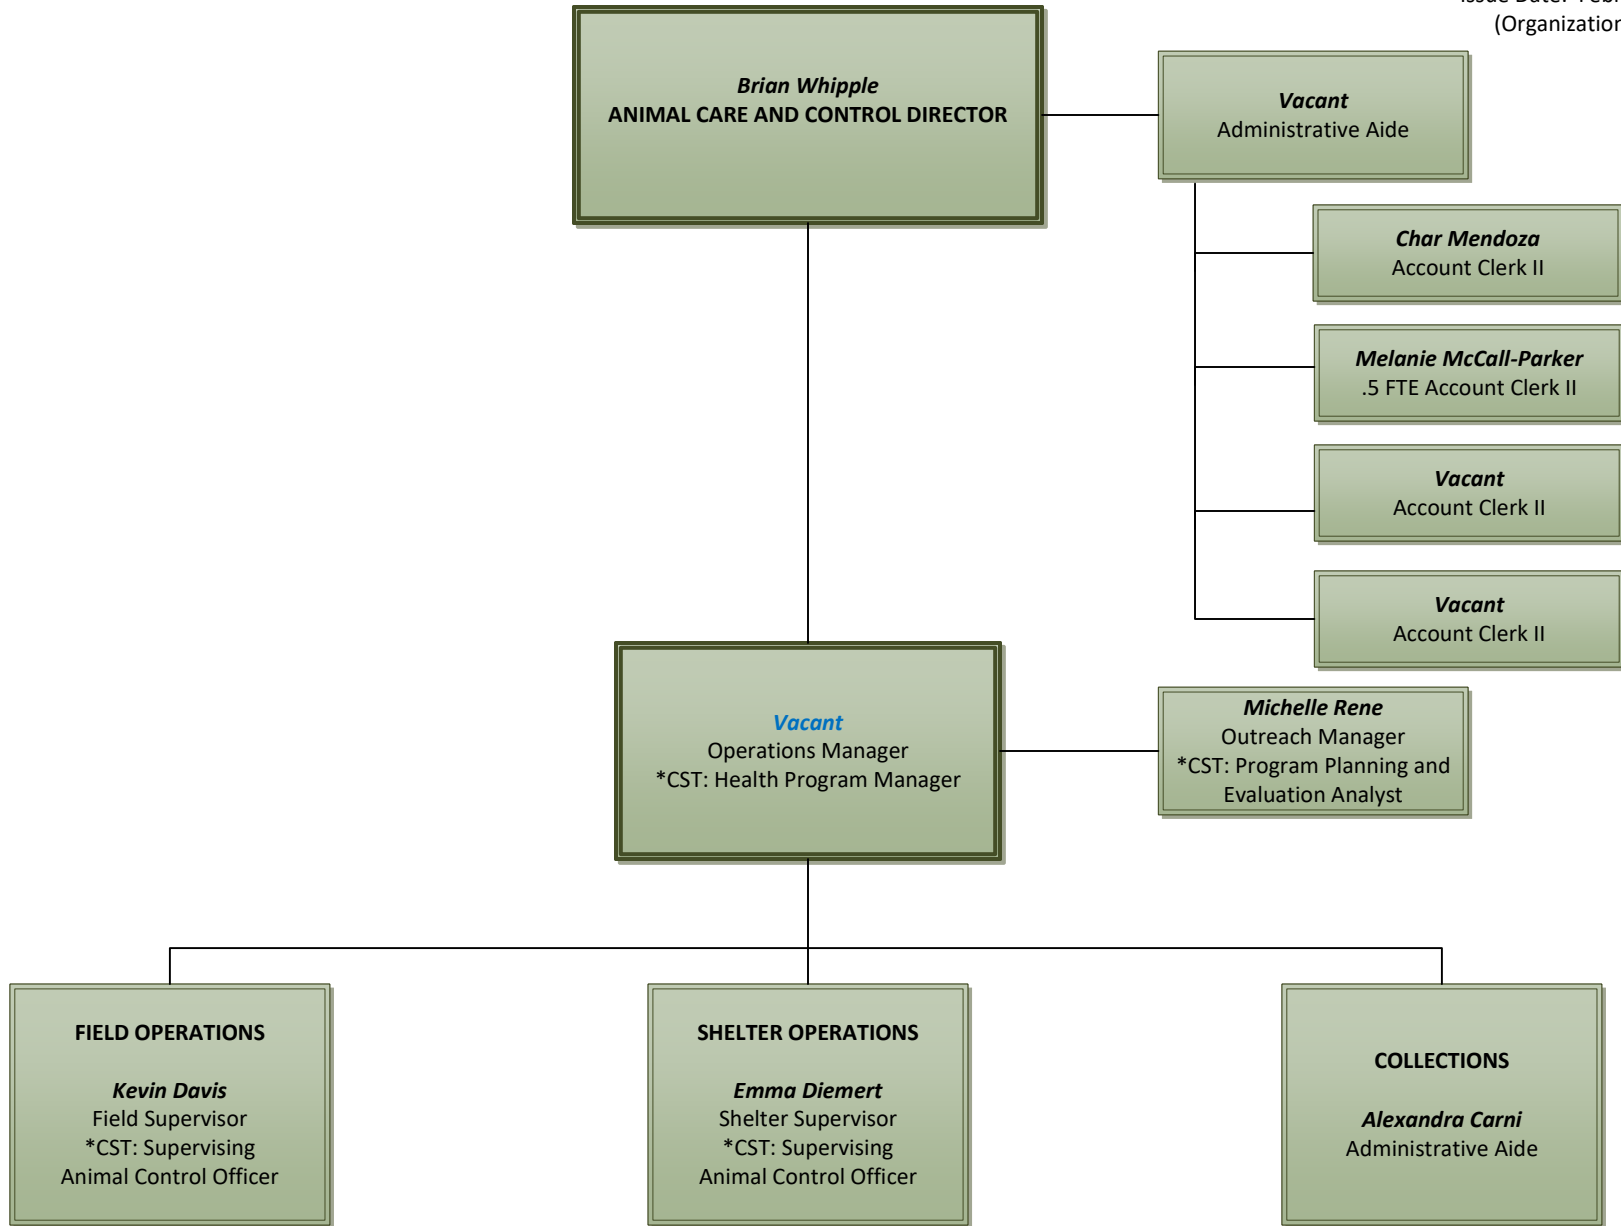 (Organization
Brian Whipple
ANIMAL CARE AND CONTROL DIRECTOR
Vacant
Administrative Aide
Char Mendoza
Account Clerk II
Melanie McCall-Parker
.5 FTE Account Clerk II
Vacant
Account Clerk II
Vacant
Account Clerk II
Vacant
Operations Manager
*CST: Health Program Manager
Michelle Rene
Outreach Manager
*CST: Program Planning and
Evaluation Analyst
FIELD OPERATIONS
Kevin Davis
Field Supervisor
*CST: Supervising
Animal Control Officer
SHELTER OPERATIONS
Emma Diemert
Shelter Supervisor
*CST: Supervising
Animal Control Officer
COLLECTIONS
Alexandra Carni
Administrative Aide